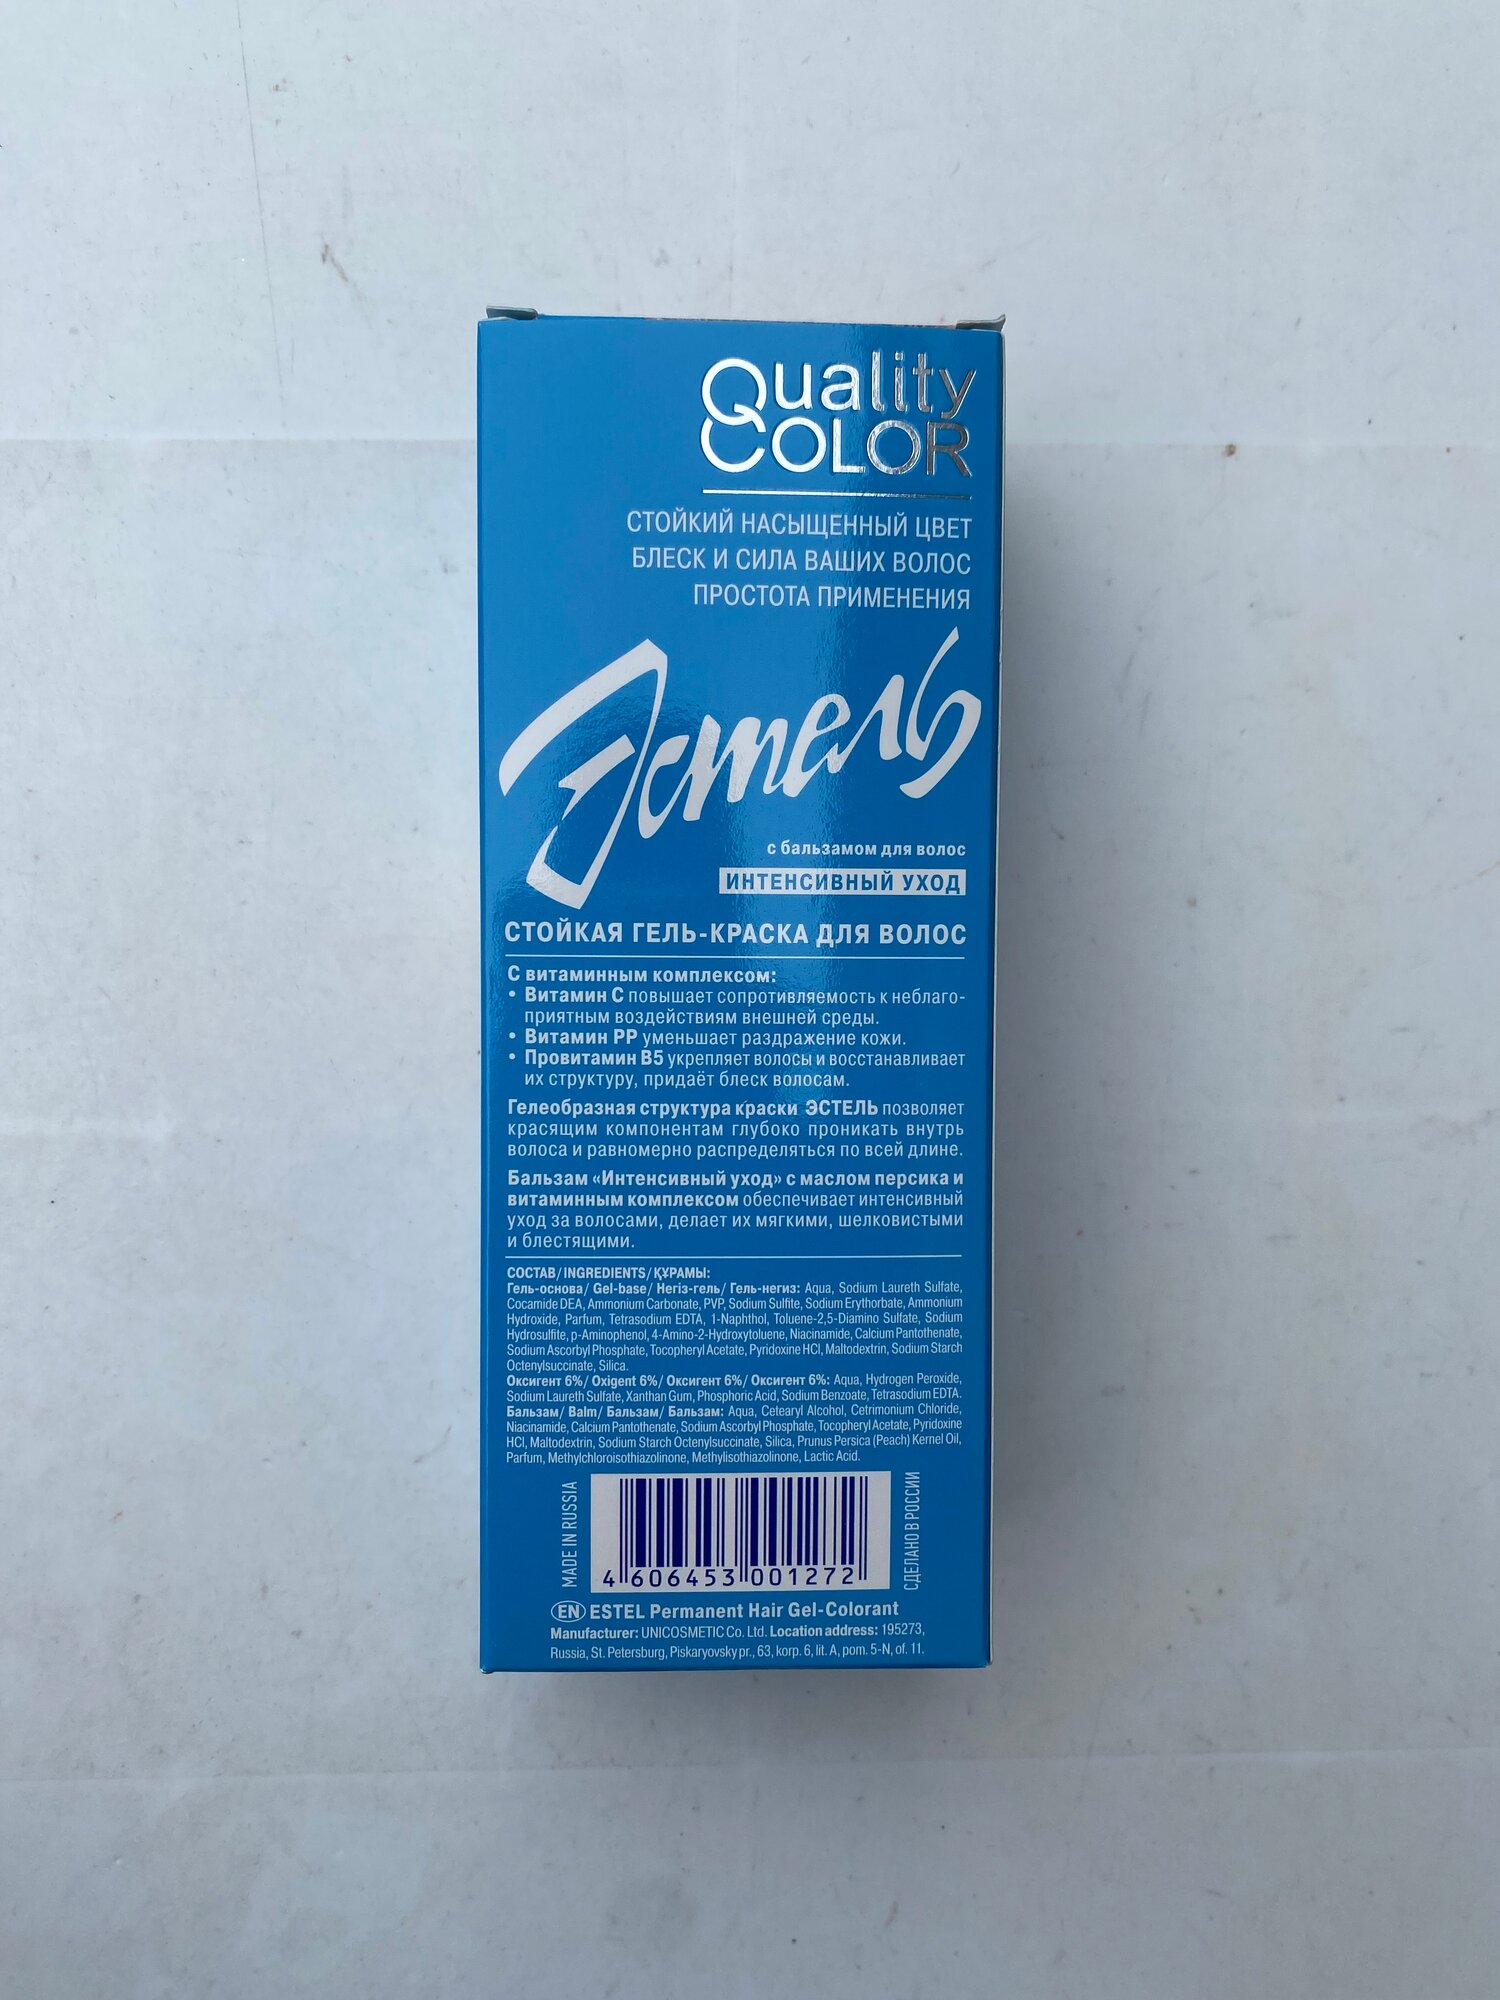 Quality
COLOR
СТОЙКИЙ НАСЫЩЕННЫЙ ЦВЕТ
БЛЕСК И СИЛА ВАШИХ ВОЛОС
ПРОСТОТА ПРИМЕНЕНИЯ
Эстель
с бальзамом для волос
ИНТЕНСИВНЫЙ УХОД
СТОЙКАЯ ГЕЛЬ-КРАСКА ДЛЯ ВОЛОС
С витаминным комплексом:
• Витамин С повышает сопротивляемость к неблаго-
приятным воздействиям внешней среды.
• Витамин РР уменьшает раздражение кожи.
• Провитамин В5 укрепляет волосы и восстанавливает
их структуру, придаёт блеск волосам.
Гелеобразная структура краски ЭСТЕЛЬ позволяет
красящим компонентам глубоко проникать внутрь
волоса и равномерно распределяться по всей длине.
Бальзам «Интенсивный уход» с маслом персика и
витаминным комплексом обеспечивает интенсивный
уход за волосами, делает их мягкими, шелковистыми
и блестящими.
СОСТАВ/INGREDIENTS/ҚҰРАМЫ:
Гель-основа/ Gel-base/ Негіз-гель/ Гель-негиз: Aqua, Sodium Laureth Sulfate,
Cocamide DEA, Ammonium Carbonate, PVP, Sodium Sulfite, Sodium Erythorbate, Ammonium
Hydroxide, Parfum, Tetrasodium EDTA, 1-Naphthol, Toluene-2,5-Diamino Sulfate, Sodium
Hydrosulfite, p-Aminophenol, 4-Amino-2-Hydroxytoluene, Niacinamide, Calcium Pantothenate,
Sodium Ascorbyl Phosphate, Tocopheryl Acetate, Pyridoxine HCl, Maltodextrin, Sodium Starch
Octenylsuccinate, Silica.
Оксигент 6%/ Oxigent 6%/ Оксигент 6%/ Оксигент 6%: Aqua, Hydrogen Peroxide,
Sodium Laureth Sulfate, Xanthan Gum, Phosphoric Acid, Sodium Benzoate, Tetrasodium EDTA.
Бальзам/ Balm/ Бальзам/ Бальзам: Aqua, Cetearyl Alcohol, Cetrimonium Chloride,
Niacinamide, Calcium Pantothenate, Sodium Ascorbyl Phosphate, Tocopheryl Acetate, Pyridoxine
HCl, Maltodextrin, Sodium Starch Octenylsuccinate, Silica, Prunus Persica (Peach) Kernel Oil,
Parfum, Methylchloroisothiazolinone, Methylisothiazolinone, Lactic Acid.
MADE IN RUSSIA
4 606453 001272
СДЕЛАНО В РОССИИ
EN ESTEL Permanent Hair Gel-Colorant
Manufacturer: UNICOSMETIC Co. Ltd. Location address: 195273,
Russia, St. Petersburg, Piskaryovsky pr., 63, korp. 6, lit. A, pom. 5-N, of. 11.